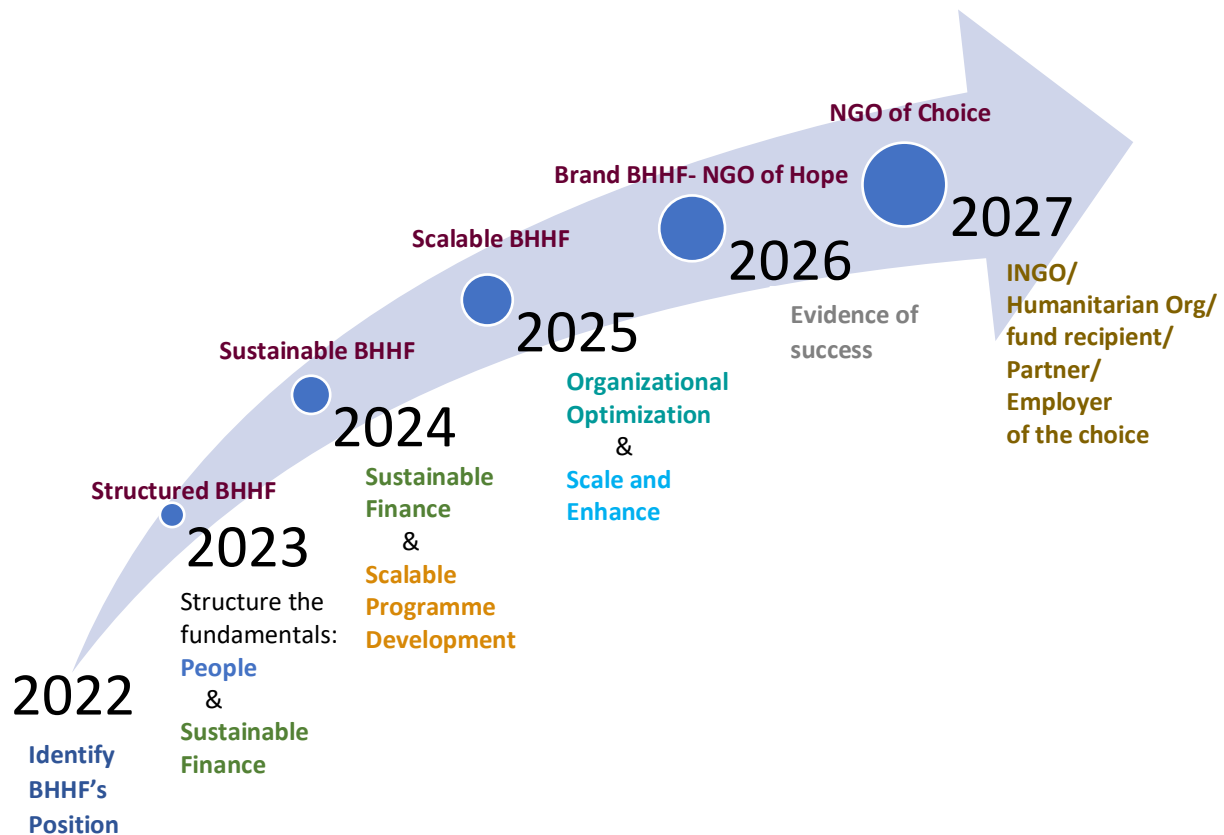 NGO of Choice
Brand BHHF- NGO of Hope
Scalable BHHF
Sustainable BHHF
Structured BHHF
2022
Identify
BHHF’s
Position
2023
Structure the
fundamentals:
People
&
Sustainable
Finance
2024
Sustainable
Finance
&
Scalable
Programme
Development
2025
Organizational
Optimization
&
Scale and
Enhance
2026
Evidence of
success
2027
INGO/
Humanitarian Org/
fund recipient/
Partner/
Employer
of the choice